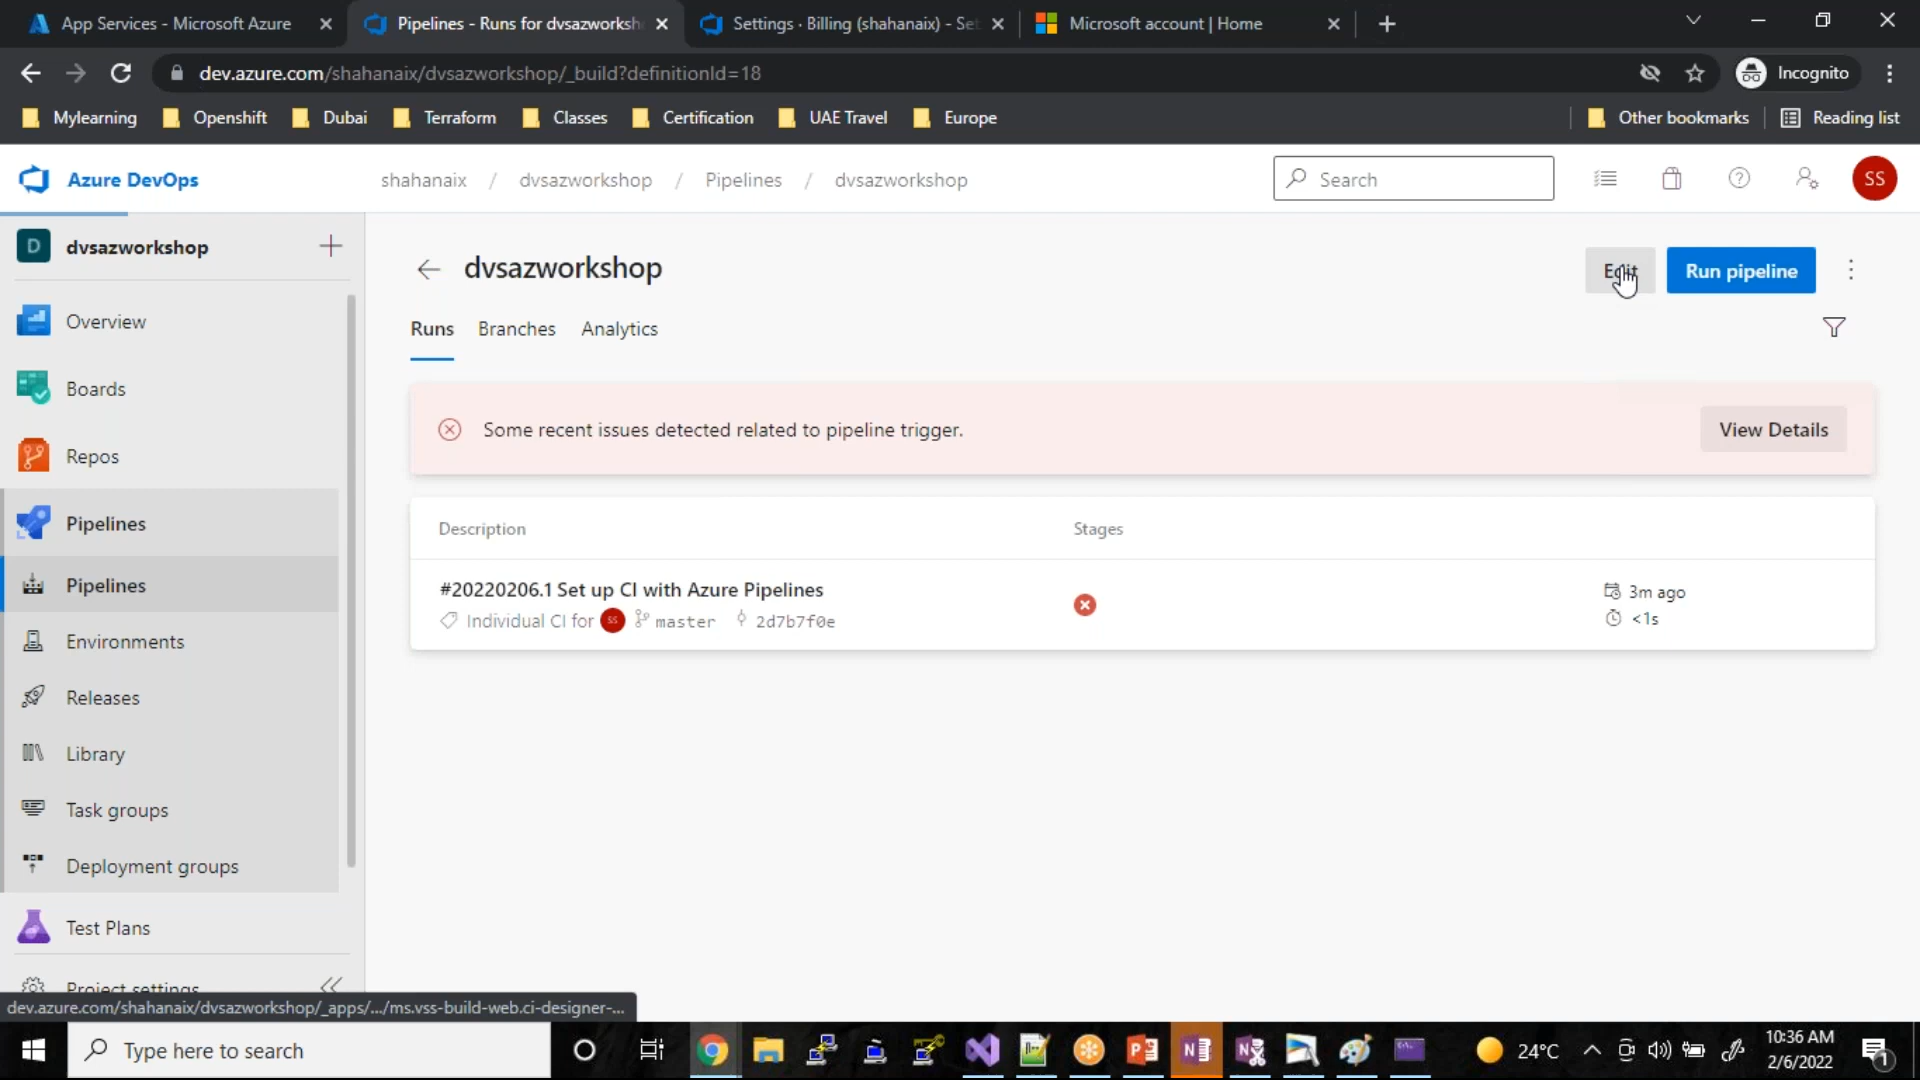 App Services - Microsoft Azure
Pipelines - Runs for dvsazworksh
Settings · Billing (shahanaix) - Se
Microsoft account | Home
dev.azure.com/shahanaix/dvsazworkshop/_build?definitionId=18
Incognito
Mylearning
Openshift
Dubai
Terraform
Classes
Certification
UAE Travel
Europe
Other bookmarks
Reading list
Azure DevOps
shahanaix / dvsazworkshop / Pipelines / dvsazworkshop
Search
SS
D dvsazworkshop
Overview
Boards
Repos
Pipelines
Pipelines
Environments
Releases
Library
Task groups
Deployment groups
Test Plans
Project settings
dvsazworkshop
Edit
Run pipeline
Runs
Branches
Analytics
Some recent issues detected related to pipeline trigger.
View Details
Description
Stages
#20220206.1 Set up CI with Azure Pipelines
Individual CI for SS master 2d7b7f0e
3m ago
<1s
dev.azure.com/shahanaix/dvsazworkshop/_apps/.../ms.vss-build-web.ci-designer-...
Type here to search
24°C
10:36 AM
2/6/2022
1